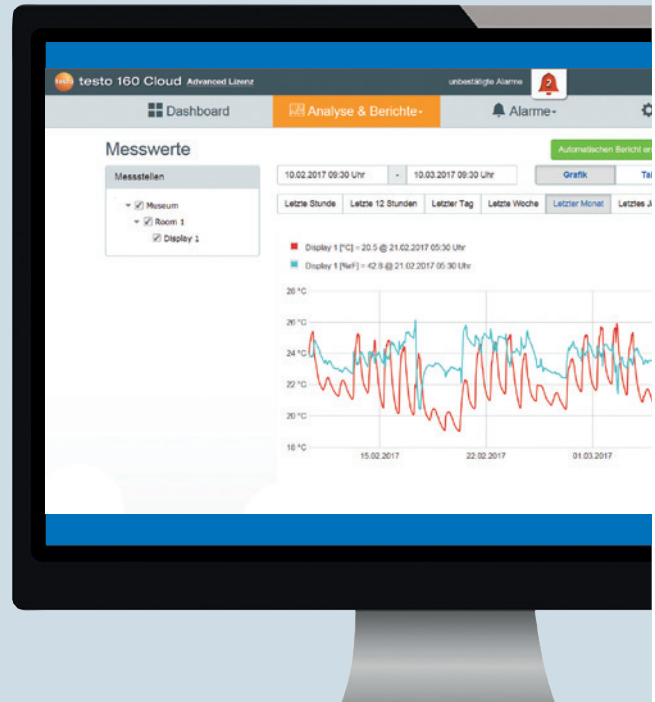 testo testo 160 Cloud Advanced Lizenz unbestätigte Alarme 2
Dashboard Analyse & Berichte Alarme
Messwerte Automatischen Bericht er
Messstellen 10.02.2017 09:30 Uhr - 10.03.2017 09:30 Uhr Grafik Tab
Museum
Room 1
Display 1
Letzte Stunde Letzte 12 Stunden Letzter Tag Letzte Woche Letzter Monat Letztes J
Display 1 [°C] = 20.5 @ 21.02.2017 05:30 Uhr
Display 1 [%rF] = 42.8 @ 21.02.2017 05:30 Uhr
28 °C
26 °C
24 °C
22 °C
20 °C
18 °C
15.02.2017 22.02.2017 01.03.2017